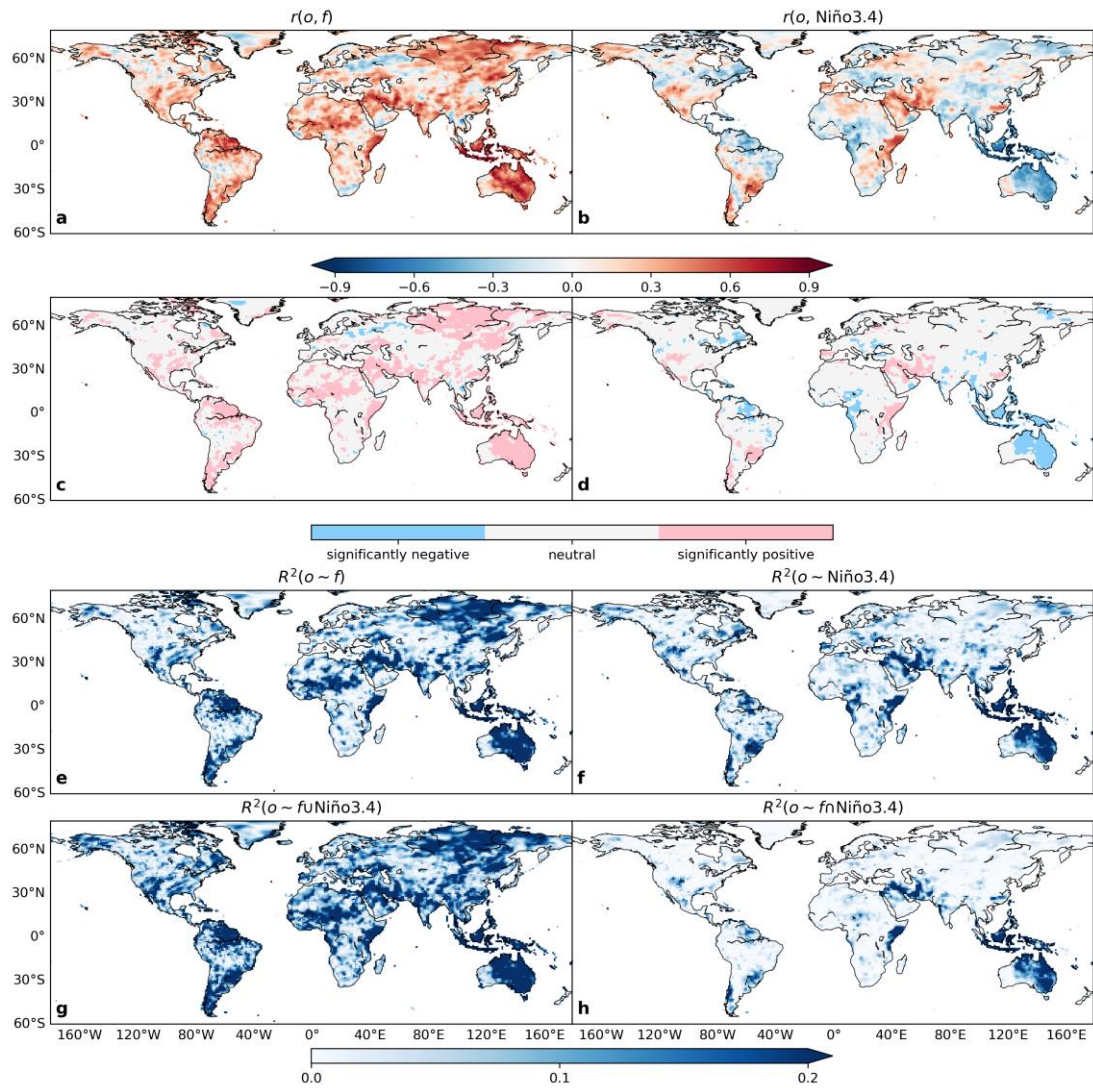 r(o, f)
r(o, Niño3.4)
60°N
30°N
0°
30°S
60°S
a
b
−0.9 −0.6 −0.3 0.0 0.3 0.6 0.9
60°N
30°N
0°
30°S
60°S
c
d
significantly negative neutral significantly positive
R²(o ~ f)
R²(o ~ Niño3.4)
60°N
30°N
0°
30°S
60°S
e
f
R²(o ~ f∪Niño3.4)
R²(o ~ f∩Niño3.4)
60°N
30°N
0°
30°S
60°S
g
h
160°W 120°W 80°W 40°W 0° 40°E 80°E 120°E 160°E
160°W 120°W 80°W 40°W 0° 40°E 80°E 120°E 160°E
0.0 0.1 0.2